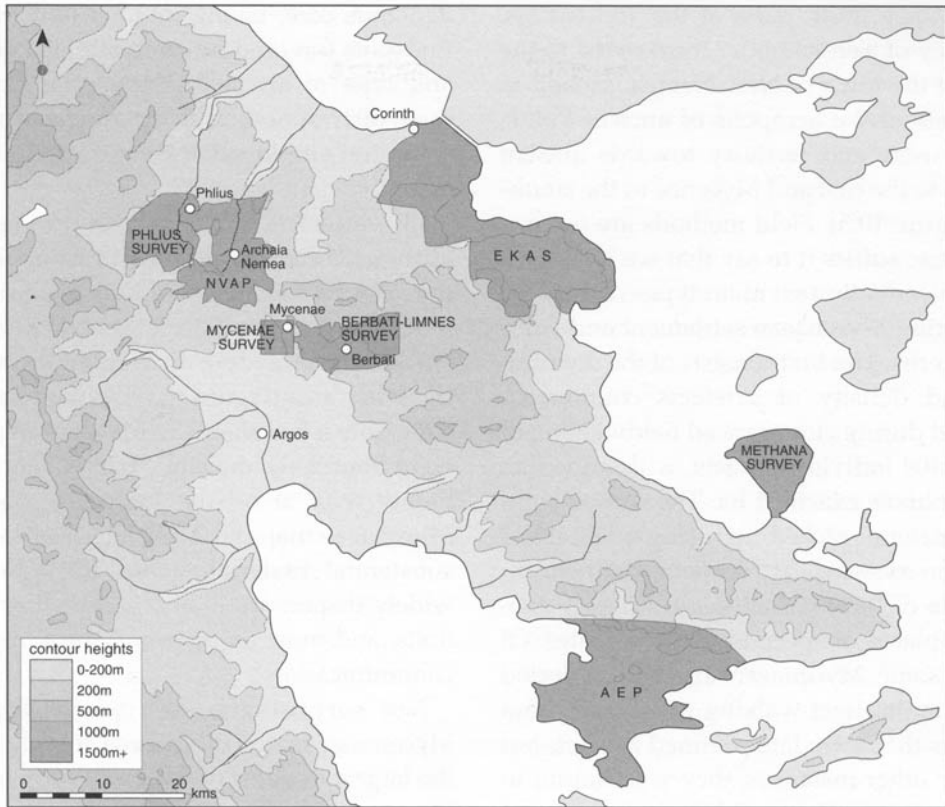 Corinth
Phlius
PHLIUS
SURVEY
Archaia
Nemea
NVAP
EKAS
Mycenae
MYCENAE
SURVEY
BERBATI-LIMNES
SURVEY
Berbati
Argos
METHANA
SURVEY
AEP
contour heights
0-200m
200m
500m
1000m
1500m+
0 10 20 kms